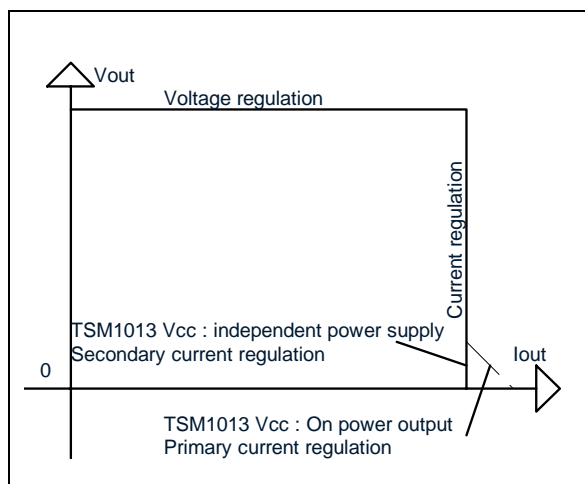 Vout
Voltage regulation
Current regulation
TSM1013 Vcc : independent power supply
Secondary current regulation
0
Iout
TSM1013 Vcc : On power output
Primary current regulation